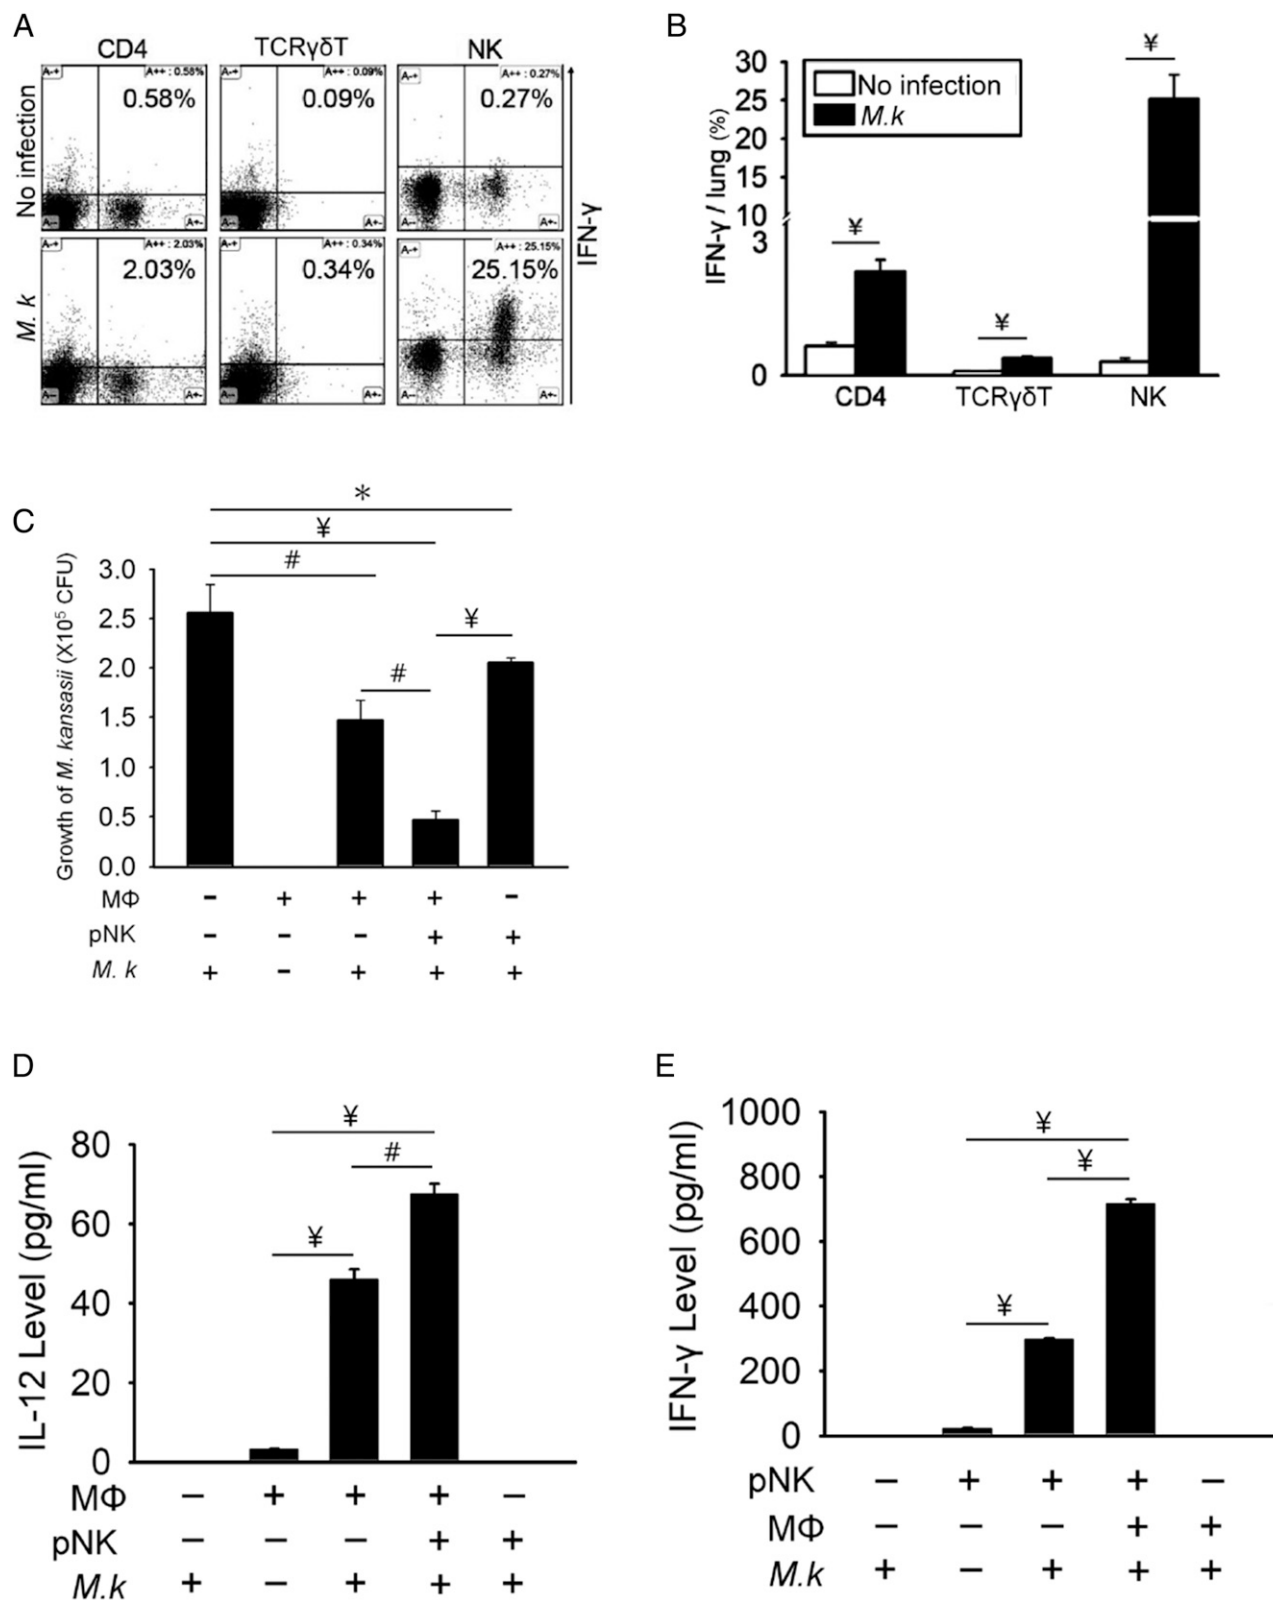 A
CD4 TCRγδT NK
No infection
A-+ A++ : 0.58% A-+ A++ : 0.09% A-+ A++ : 0.27%
0.58% 0.09% 0.27%
A-- A+- A-- A+- A-- A+-
M. k
A-+ A++ : 2.03% A-+ A++ : 0.34% A-+ A++ : 25.15%
2.03% 0.34% 25.15%
A-- A+- A-- A+- A-- A+-
IFN-γ
B
IFN-γ / lung (%)
30
25
20
15
10
3
0
No infection
M.k
¥ ¥ ¥
CD4 TCRγδT NK
C
Growth of M. kansasii (X10⁵ CFU)
*
¥
#
¥
#
3.0
2.5
2.0
1.5
1.0
0.5
0.0
MΦ - + + + -
pNK - - - + +
M. k + - + + +
D
IL-12 Level (pg/ml)
¥
#
¥
80
60
40
20
0
MΦ - + + + -
pNK - - - + +
M.k + - + + +
E
IFN-γ Level (pg/ml)
¥
¥
¥
1000
800
600
400
200
0
pNK - + + + -
MΦ - - - + +
M.k + - + + +